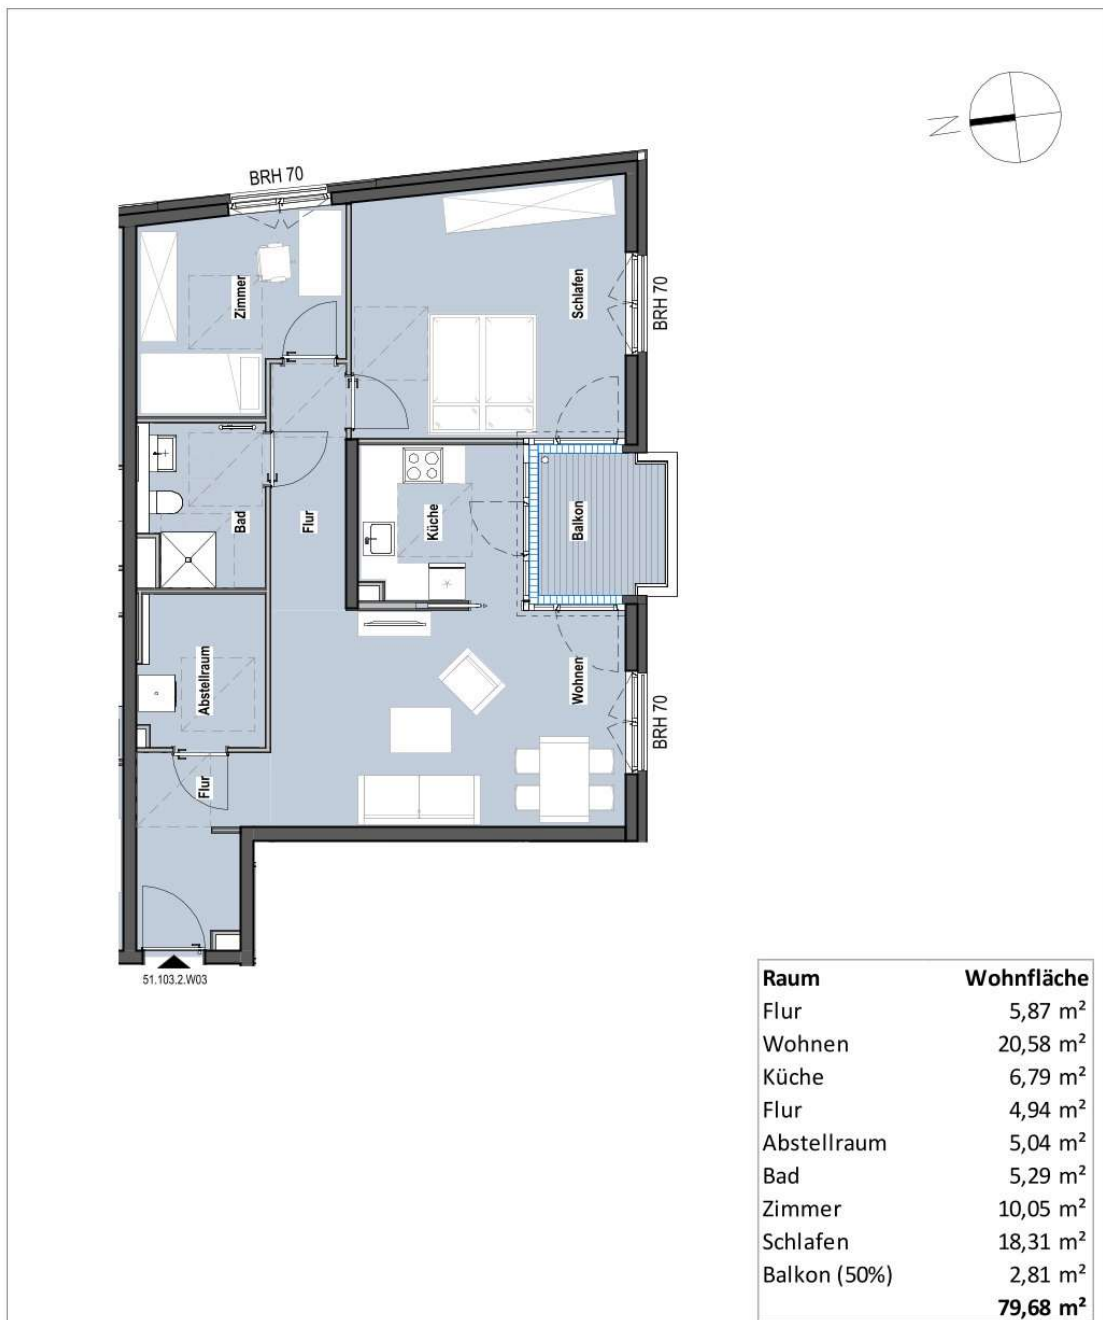 N
BRH 70
Zimmer
Schlafen
BRH 70
Bad
Flur
Küche
Balkon
Abstellraum
Wohnen
BRH 70
Flur
51.103.2.W03
Raum Wohnfläche
Flur 5,87 m²
Wohnen 20,58 m²
Küche 6,79 m²
Flur 4,94 m²
Abstellraum 5,04 m²
Bad 5,29 m²
Zimmer 10,05 m²
Schlafen 18,31 m²
Balkon (50%) 2,81 m²
79,68 m²